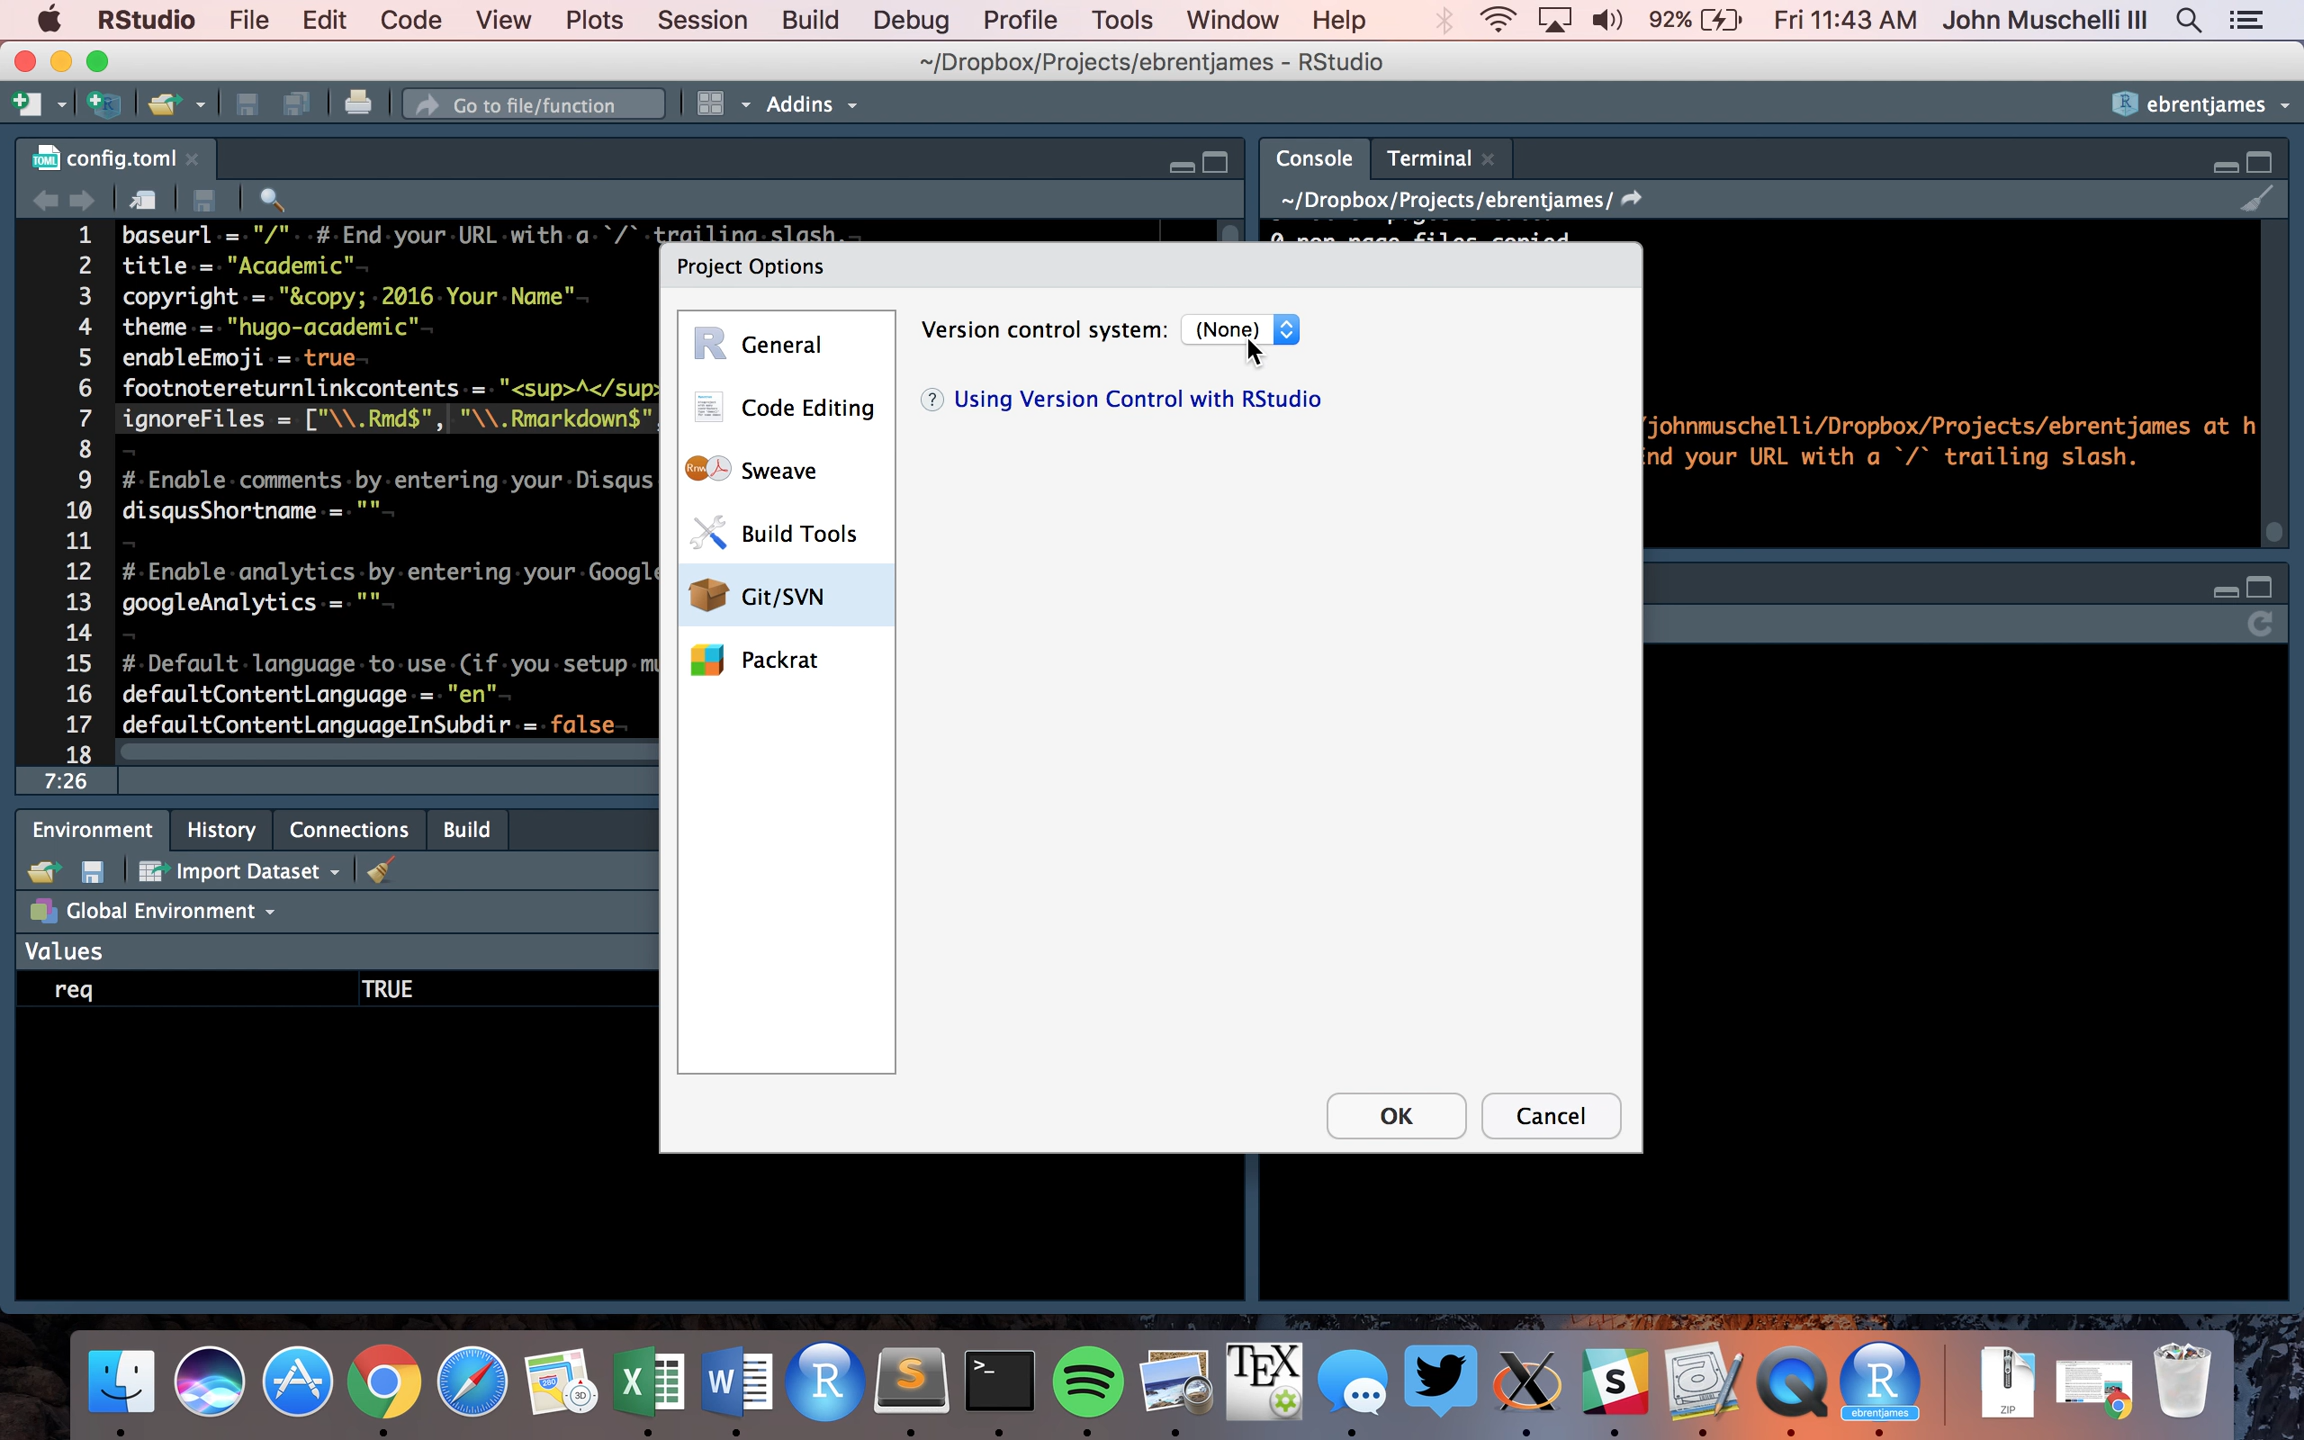 RStudio File Edit Code View Plots Session Build Debug Profile Tools Window Help 92% Fri 11:43 AM John Muschelli III
~/Dropbox/Projects/ebrentjames - RStudio
Go to file/function Addins ebrentjames
config.toml
1 baseurl = "/" # End your URL with a `/` trailing slash.
2 title = "Academic"
3 copyright = "&copy; 2016 Your Name"
4 theme = "hugo-academic"
5 enableEmoji = true
6 footnotereturnlinkcontents = "<sup>^</sup>
7 ignoreFiles = ["\\.Rmd$", "\\.Rmarkdown$",
8
9 # Enable comments by entering your Disqus
10 disqusShortname = ""
11
12 # Enable analytics by entering your Google
13 googleAnalytics = ""
14
15 # Default language to use (if you setup mu
16 defaultContentLanguage = "en"
17 defaultContentLanguageInSubdir = false
18
7:26
Console Terminal
~/Dropbox/Projects/ebrentjames/
/johnmuschelli/Dropbox/Projects/ebrentjames at h
End your URL with a `/` trailing slash.
Project Options
General
Code Editing
Rnw Sweave
Build Tools
Git/SVN
Packrat
Version control system: (None)
? Using Version Control with RStudio
OK Cancel
Environment History Connections Build
Import Dataset
Global Environment
Values
req TRUE
TEX
ebrentjames
ZIP